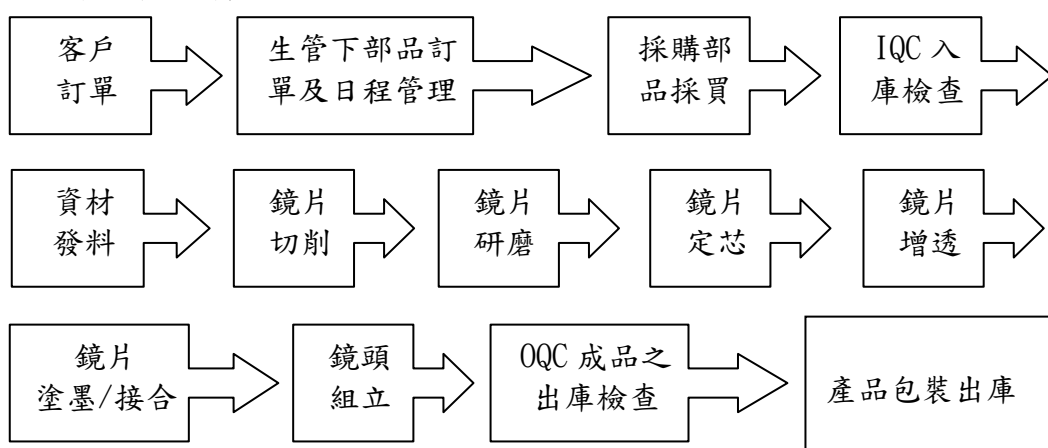 客戶
訂單
生管下部品訂
單及日程管理
採購部
品採買
IQC 入
庫檢查
資材
發料
鏡片
切削
鏡片
研磨
鏡片
定芯
鏡片
增透
鏡片
塗墨/接合
鏡頭
組立
OQC 成品之
出庫檢查
產品包裝出庫